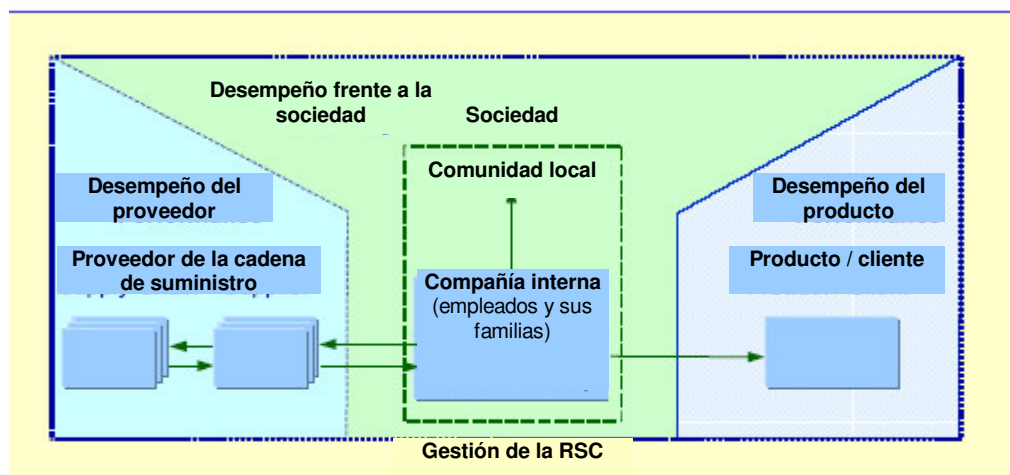 Desempeño frente a la
sociedad
Sociedad
Comunidad local
Desempeño del
proveedor
Desempeño del
producto
Proveedor de la cadena
de suministro
Producto / cliente
Compañía interna
(empleados y sus
familias)
Gestión de la RSC